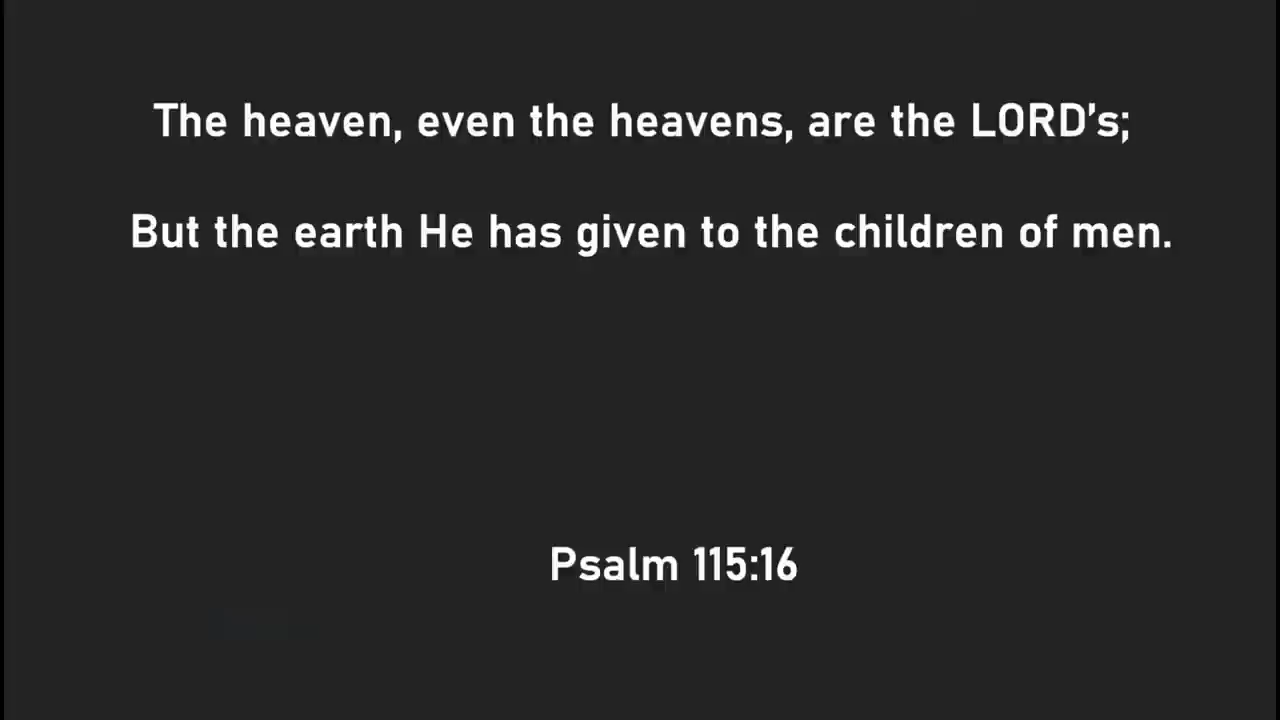 The heaven, even the heavens, are the LORD’s;
But the earth He has given to the children of men.
Psalm 115:16